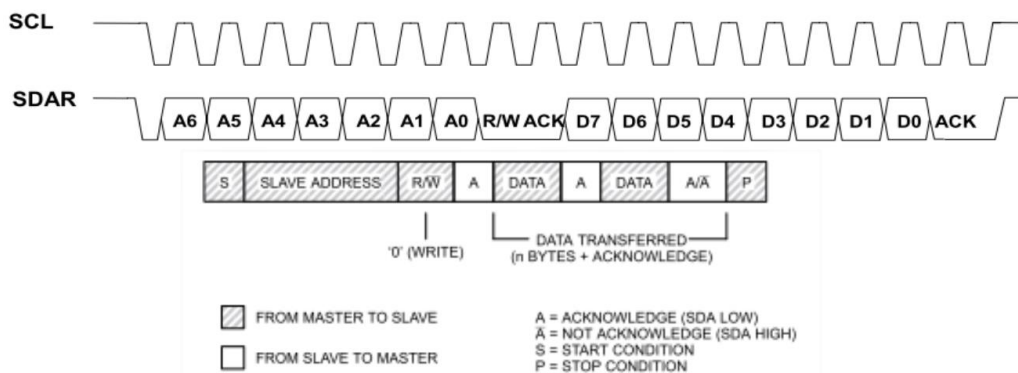 SCL
SDAR A6 A5 A4 A3 A2 A1 A0 R/W ACK D7 D6 D5 D4 D3 D2 D1 D0 ACK
S SLAVE ADDRESS R/W̅ A DATA A DATA A/A̅ P
'0' (WRITE) DATA TRANSFERRED
(n BYTES + ACKNOWLEDGE)
FROM MASTER TO SLAVE
FROM SLAVE TO MASTER
A = ACKNOWLEDGE (SDA LOW)
A̅ = NOT ACKNOWLEDGE (SDA HIGH)
S = START CONDITION
P = STOP CONDITION